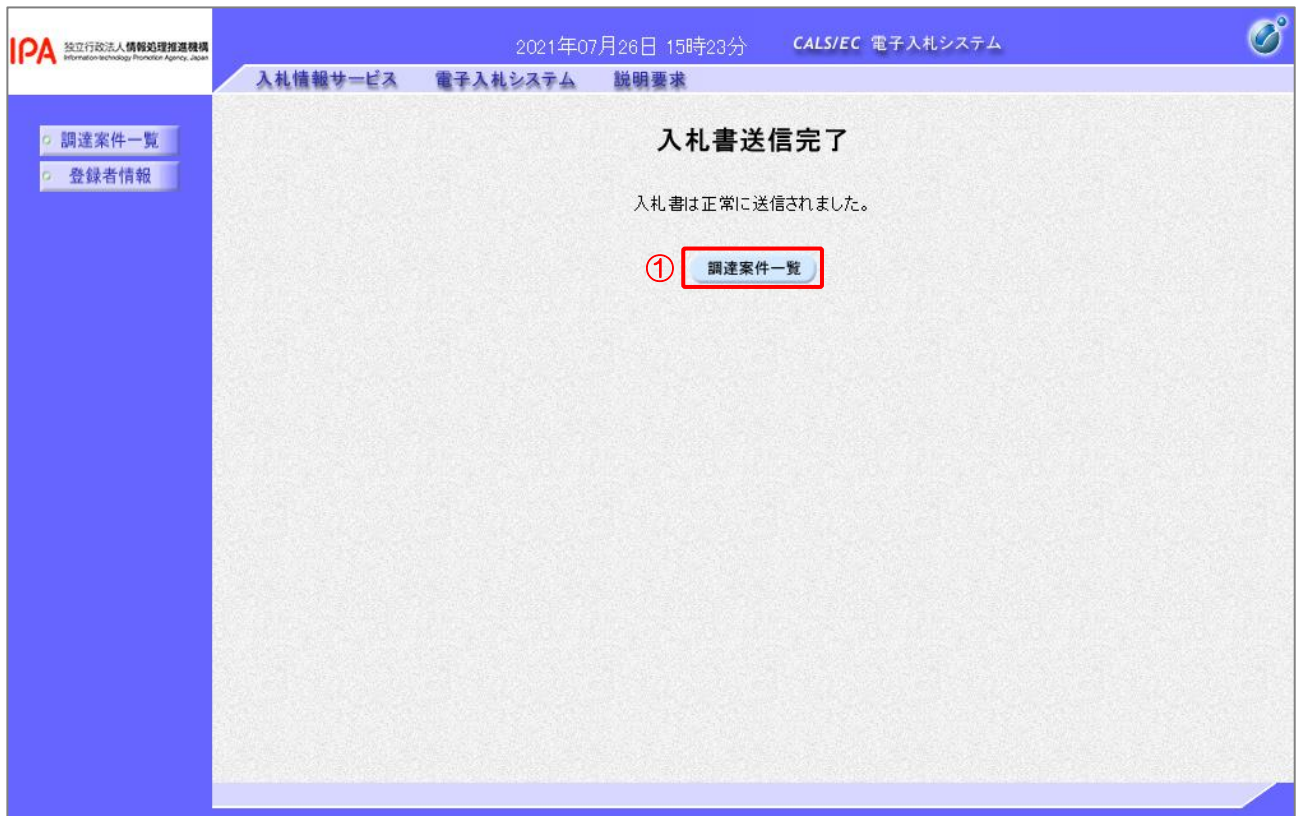 IPA 独立行政法人情報処理推進機構
Information-technology Promotion Agency, Japan
2021年07月26日 15時23分 CALS/EC 電子入札システム
入札情報サービス 電子入札システム 説明要求
調達案件一覧
登録者情報
入札書送信完了
入札書は正常に送信されました。
① 調達案件一覧